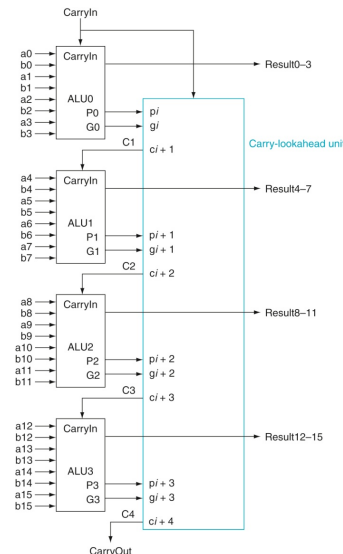 CarryIn
a0
b0
a1
b1
a2
b2
a3
b3
CarryIn
ALU0
P0
G0
Result0–3
pi
gi
Carry-lookahead uni
C1
ci + 1
a4
b4
a5
b5
a6
b6
a7
b7
CarryIn
ALU1
P1
G1
Result4–7
pi + 1
gi + 1
C2
ci + 2
a8
b8
a9
b9
a10
b10
a11
b11
CarryIn
ALU2
P2
G2
Result8–11
pi + 2
gi + 2
C3
ci + 3
a12
b12
a13
b13
a14
b14
a15
b15
CarryIn
ALU3
P3
G3
Result12–15
pi + 3
gi + 3
C4
ci + 4
CarryOut